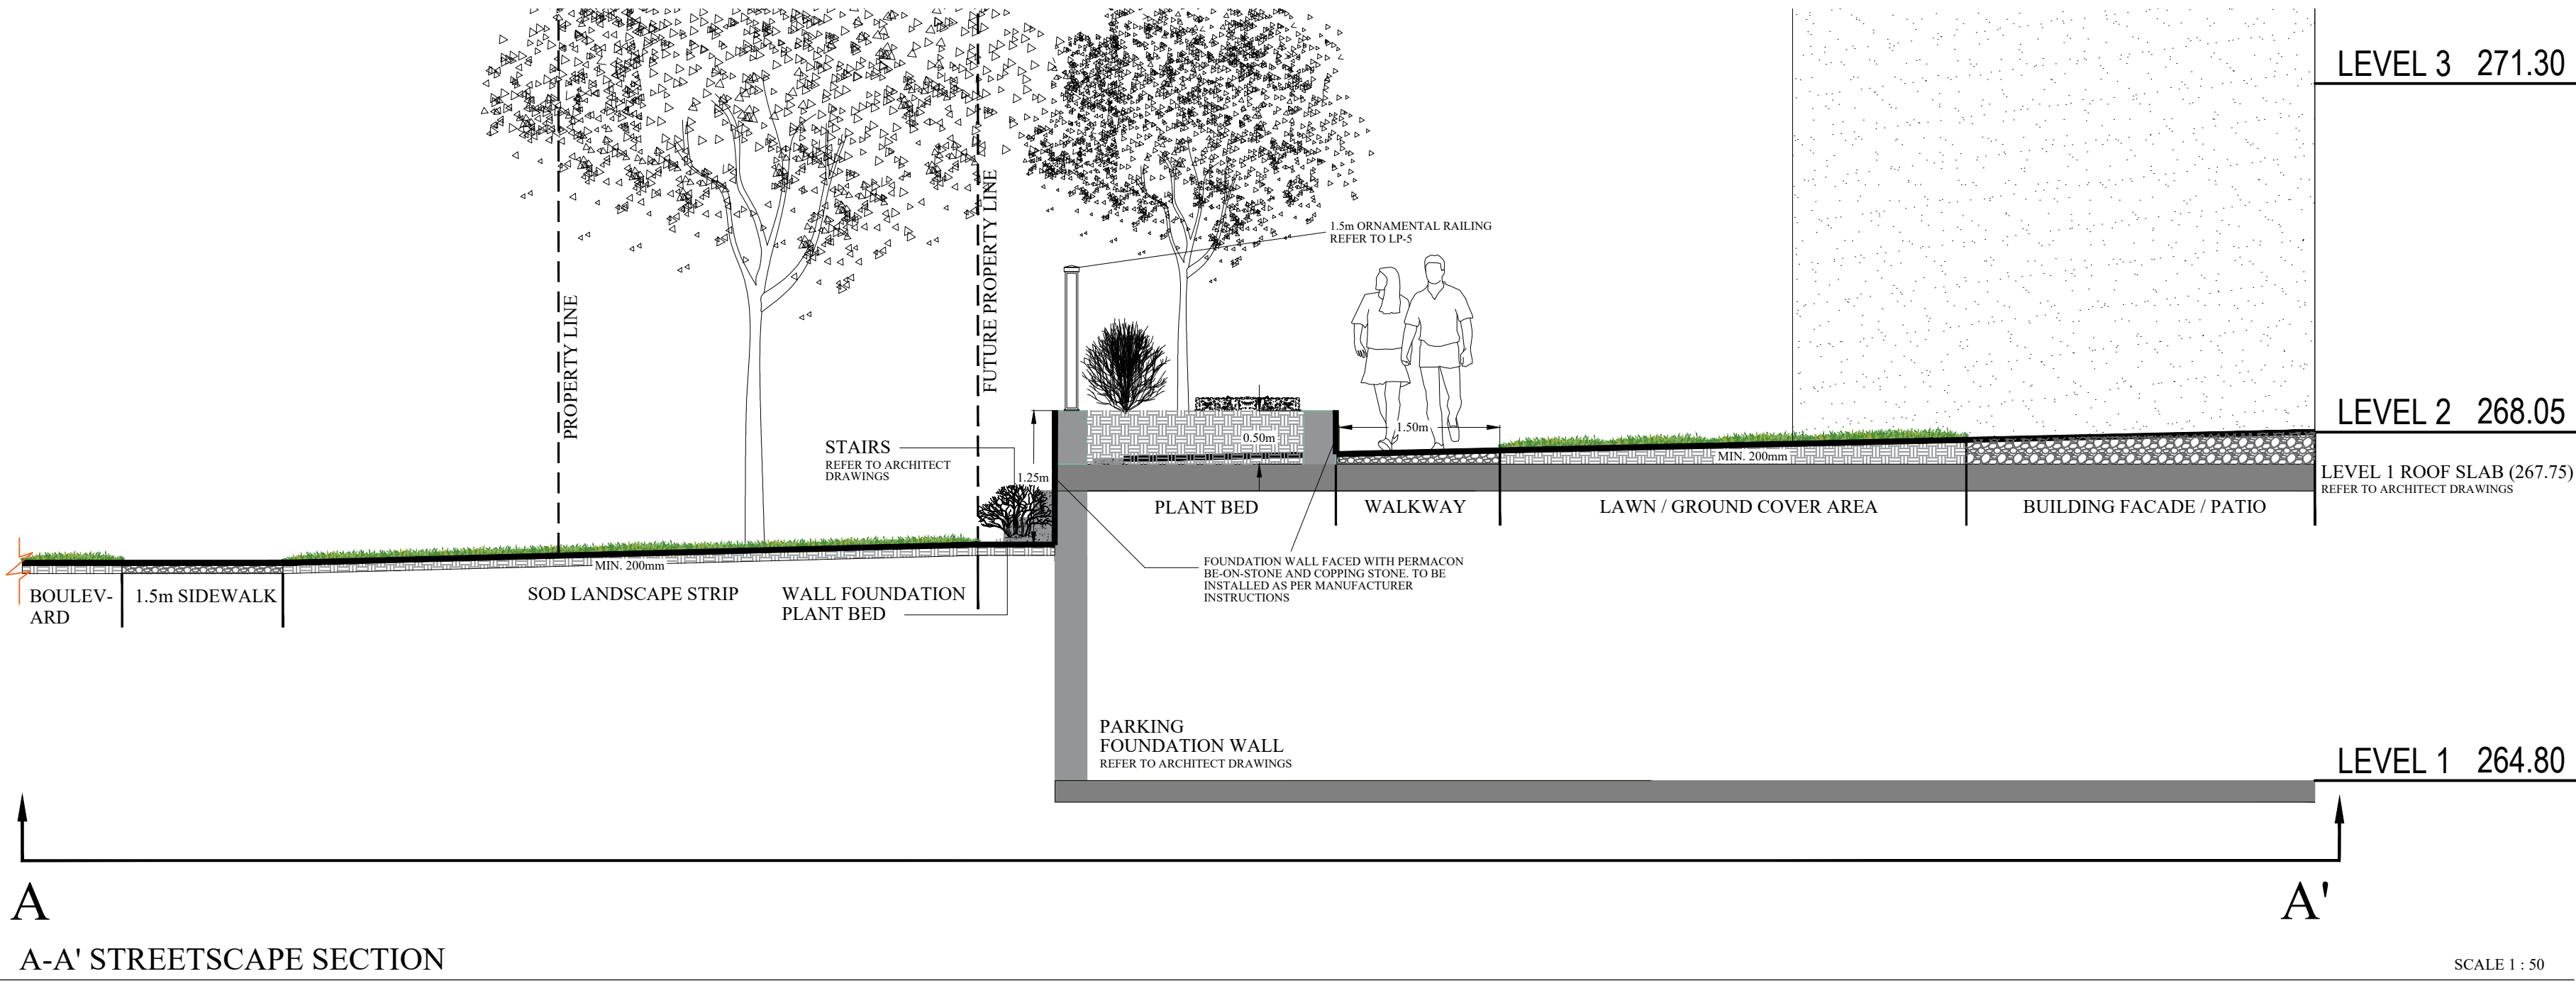 LEVEL 3 271.30
PROPERTY LINE
FUTURE PROPERTY LINE
1.5m ORNAMENTAL RAILING
REFER TO LP-5
LEVEL 2 268.05
STAIRS
REFER TO ARCHITECT
DRAWINGS
1.25m
0.50m
1.50m
MIN. 200mm
LEVEL 1 ROOF SLAB (267.75)
REFER TO ARCHITECT DRAWINGS
PLANT BED
WALKWAY
LAWN / GROUND COVER AREA
BUILDING FACADE / PATIO
MIN. 200mm
BOULEV-
ARD
1.5m SIDEWALK
SOD LANDSCAPE STRIP
WALL FOUNDATION
PLANT BED
FOUNDATION WALL FACED WITH PERMACON
BE-ON-STONE AND COPPING STONE. TO BE
INSTALLED AS PER MANUFACTURER
INSTRUCTIONS
PARKING
FOUNDATION WALL
REFER TO ARCHITECT DRAWINGS
LEVEL 1 264.80
A
A'
A-A' STREETSCAPE SECTION
SCALE 1 : 50